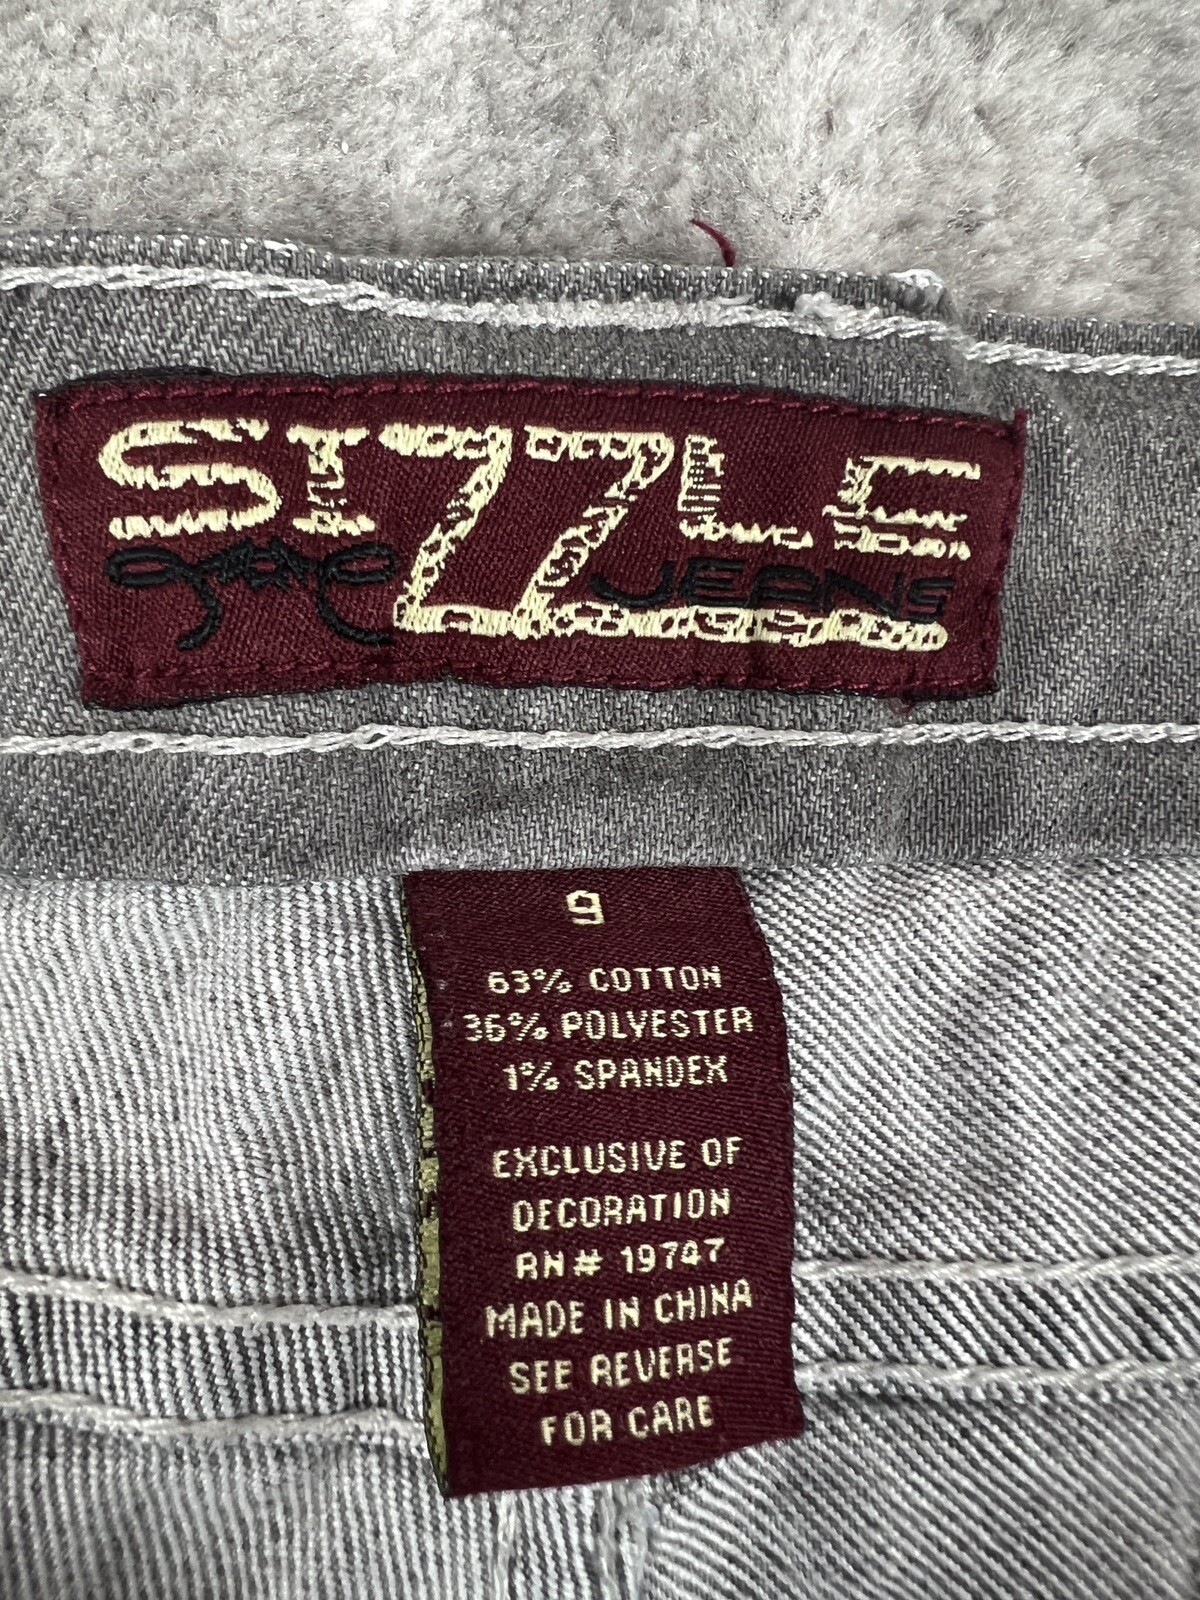 SIZZLE
JEANS
9
63% COTTON
36% POLYESTER
1% SPANDEX
EXCLUSIVE OF
DECORATION
RN# 19747
MADE IN CHINA
SEE REVERSE
FOR CARE